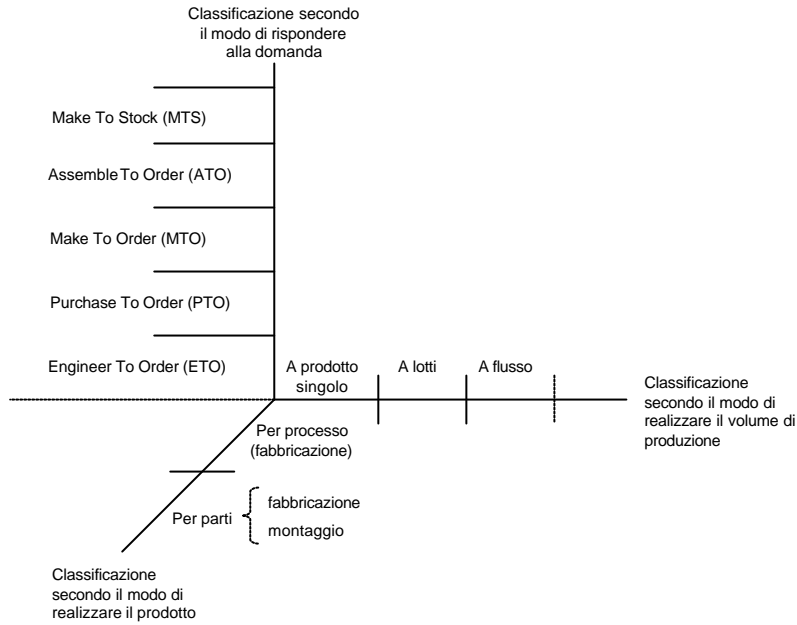 Classificazione secondo
il modo di rispondere
alla domanda
Make To Stock (MTS)
Assemble To Order (ATO)
Make To Order (MTO)
Purchase To Order (PTO)
Engineer To Order (ETO)
A prodotto
singolo
A lotti
A flusso
Classificazione
secondo il modo di
realizzare il volume di
produzione
Per processo
(fabbricazione)
Per parti
fabbricazione
montaggio
Classificazione
secondo il modo di
realizzare il prodotto